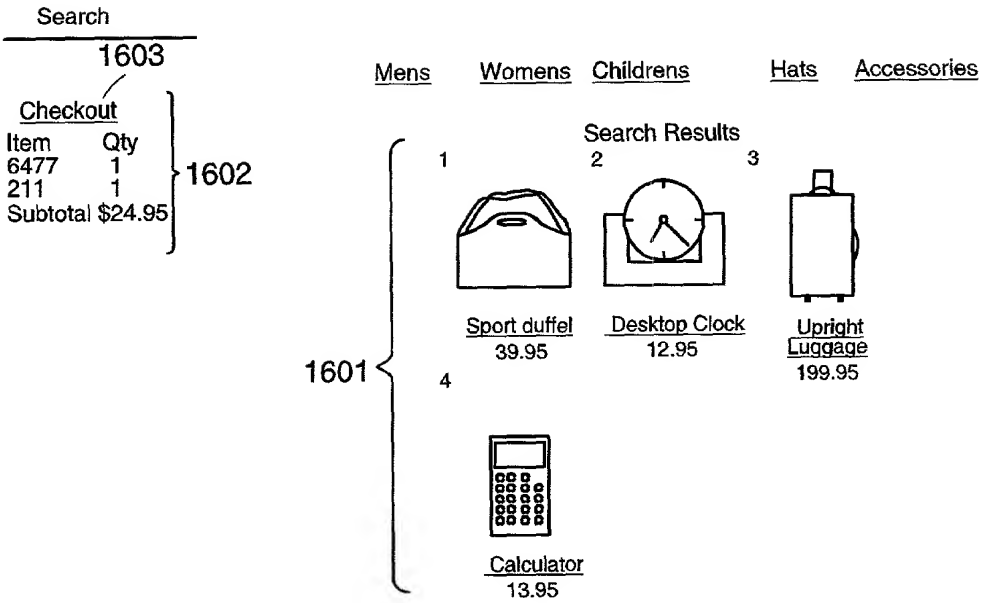 Search
1603
Checkout
Item Qty
6477 1
211 1
Subtotal $24.95
1602
Mens Womens Childrens Hats Accessories
Search Results
1 2 3
Sport duffel Desktop Clock Upright
Luggage
39.95 12.95
199.95
1601
4
Calculator
13.95